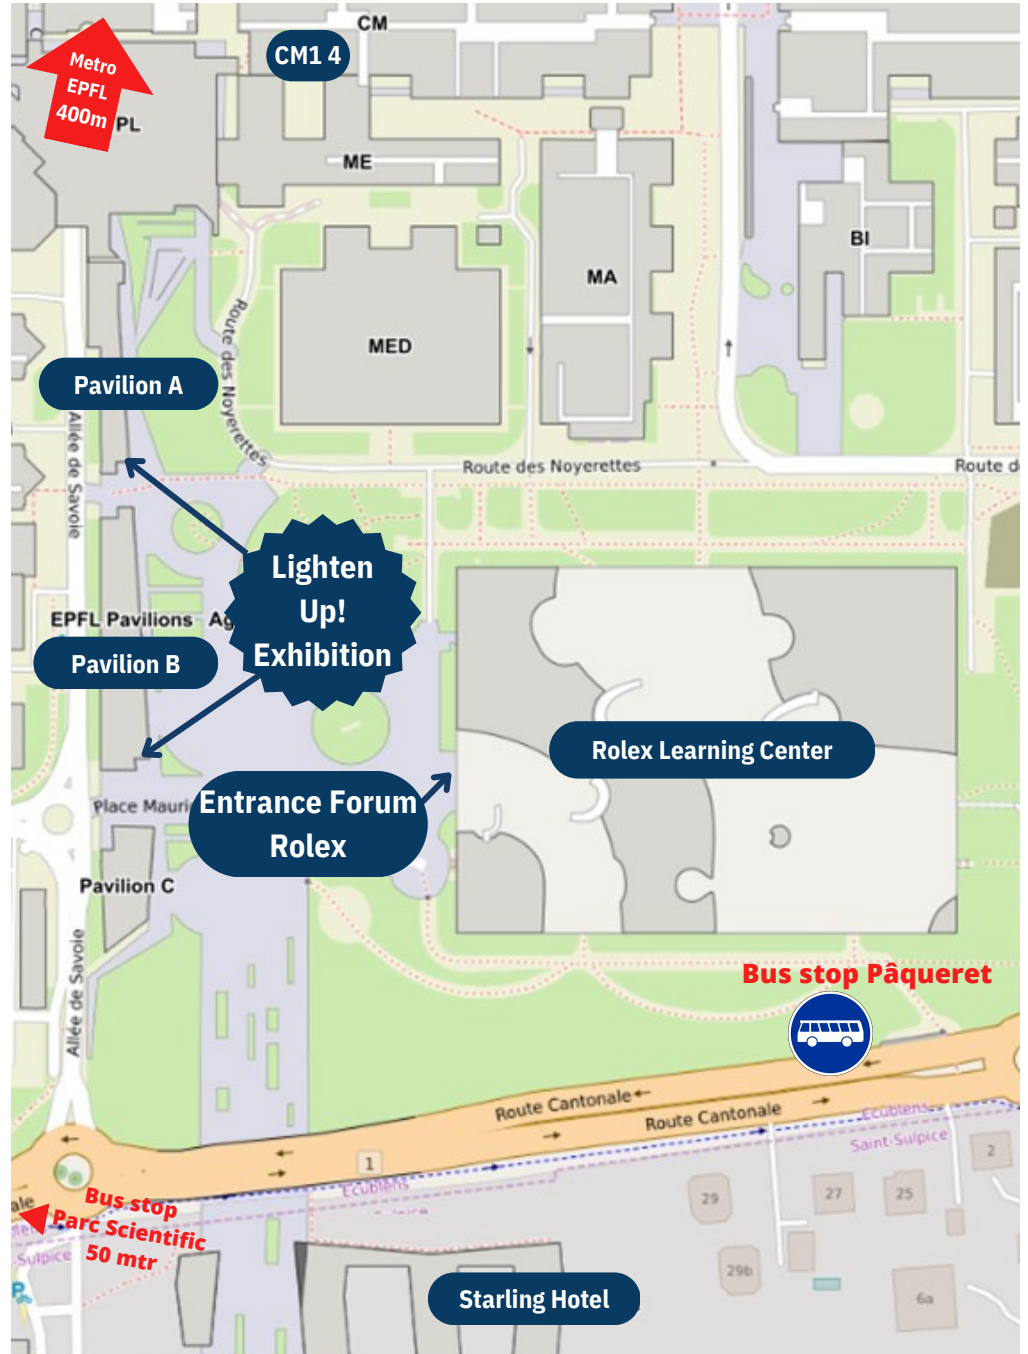 CM
CM1 4
Metro
EPFL
400m
PL
ME
BI
MA
MED
Route des Noyerettes
Pavilion A
Allée de Savoie
Route des Noyerettes
Route d
Lighten
Up!
Exhibition
EPFL Pavilions Ag
Pavilion B
Rolex Learning Center
Entrance Forum
Rolex
Place Mauri
Pavilion C
Allée de Savoie
Bus stop Pâqueret
Route Cantonale
Route Cantonale
Ecublens
Saint-Sulpice
2
1
Ecublens
29
27
25
Bus stop
Parc Scientific
50 mtr
ale
-Sulpice
P
29b
6a
Starling Hotel